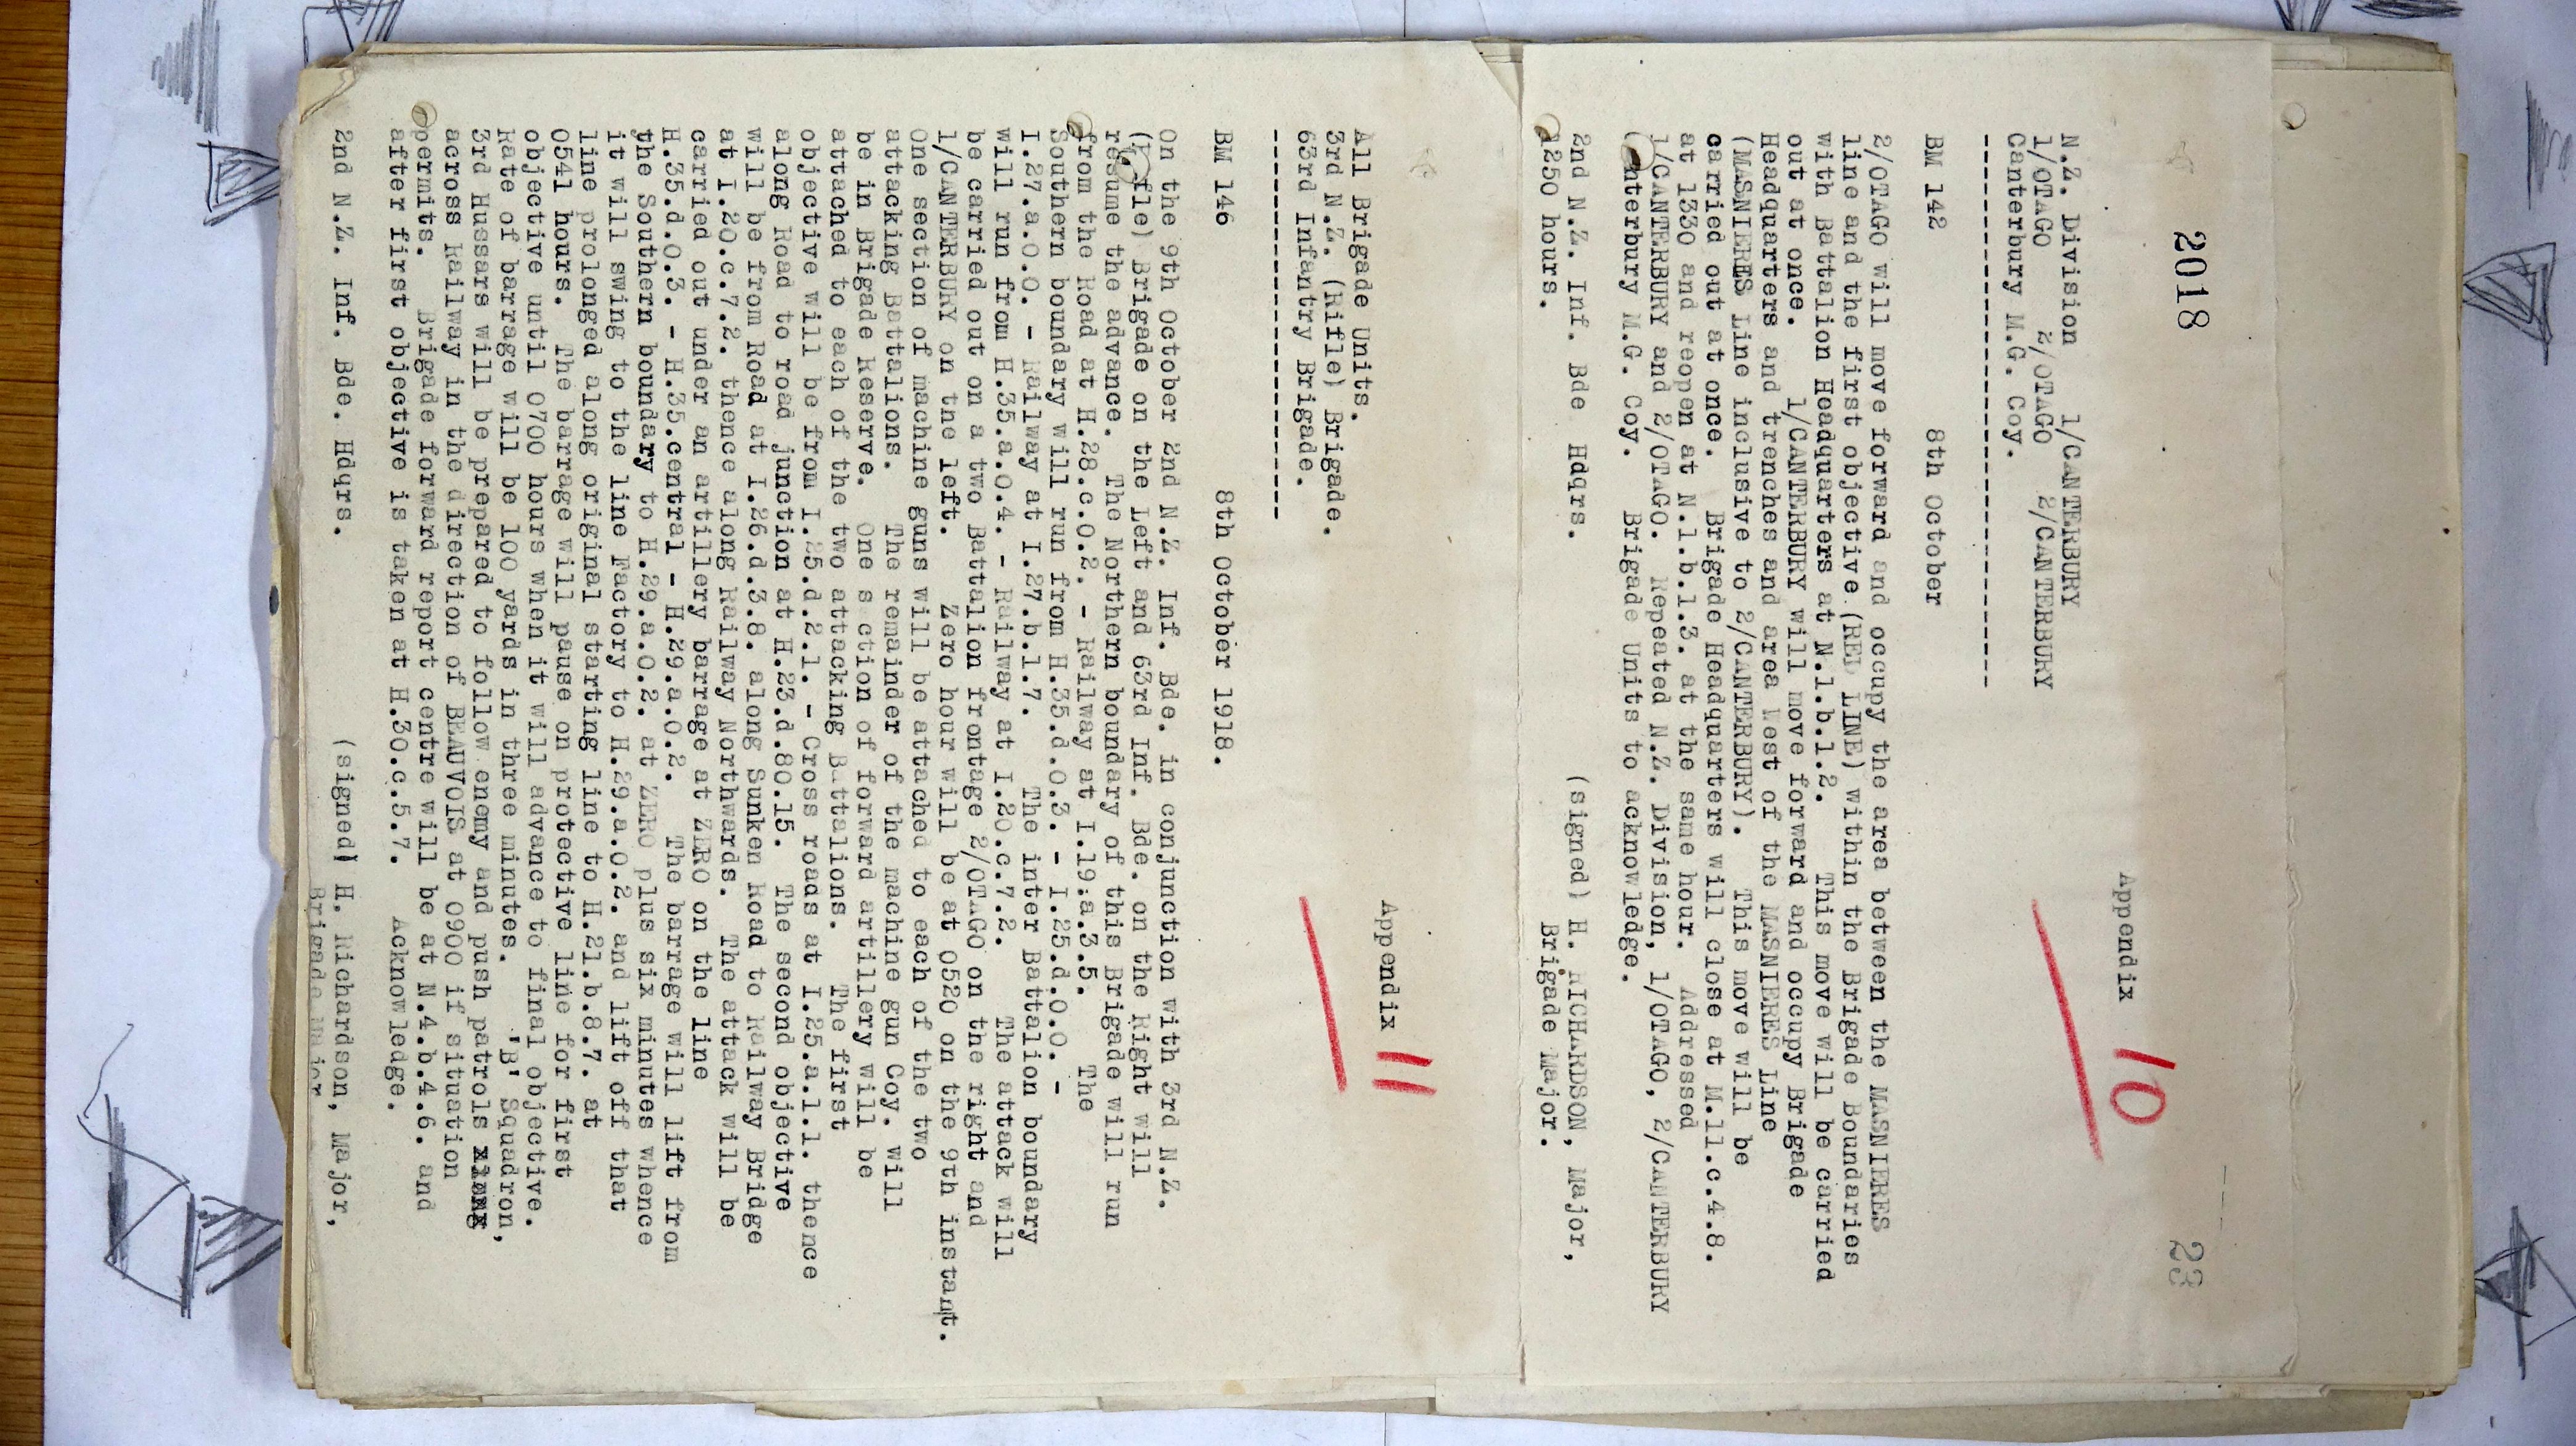 2018
23
Appendix 10
N.Z. Division 1/CANTERBURY
1/OTAGO 2/OTAGO 2/CANTERBURY
Canterbury M.G. Coy.
BM 142 8th October
2/OTAGO will move forward and occupy the area between the MASNIERES
line and the first objective (RED LINE) within the Brigade Boundaries
with Battalion Headquarters at N.1.b.1.2. This move will be carried
out at once. 1/CANTERBURY will move forward and occupy Brigade
Headquarters and trenches and area West of the MASNIERES Line
(MASNIERES Line inclusive to 2/CANTERBURY). This move will be
carried out at once. Brigade Headquarters will close at M.11.c.4.8.
at 1330 and reopen at N.1.b.1.3. at the same hour. Addressed
1/CANTERBURY and 2/OTAGO. Repeated N.Z. Division, 1/OTAGO, 2/CANTERBURY
Canterbury M.G. Coy. Brigade Units to acknowledge.
2nd N.Z. Inf. Bde Hdqrs. (signed) H. RICHARDSON, Major,
1250 hours. Brigade Major.
Appendix 11
All Brigade Units.
3rd N.Z. (Rifle) Brigade.
63rd Infantry Brigade.
BM 146 8th October 1918.
On the 9th October 2nd N.Z. Inf. Bde. in conjunction with 3rd N.Z.
(Rifle) Brigade on the Left and 63rd Inf. Bde. on the Right will
resume the advance. The Northern boundary of this Brigade will run
from the Road at H.28.c.0.2. - Railway at I.19.a.3.5. The
Southern boundary will run from H.35.d.0.3. - I.25.d.0.0. -
I.27.a.0.0. - Railway at I.27.b.1.7. The inter Battalion boundary
will run from H.35.a.0.4. - Railway at I.20.c.7.2. The attack will
be carried out on a two Battalion frontage 2/OTAGO on the right and
1/CANTERBURY on the left. Zero hour will be at 0520 on the 9th instant.
One section of machine guns will be attached to each of the two
attacking Battalions. The remainder of the machine gun Coy. will
be in Brigade Reserve. One section of forward artillery will be
attached to each of the two attacking Battalions. The first
objective will be from I.25.d.2.1. - Cross roads at I.25.a.1.1. thence
along Road to road junction at H.23.d.80.15. The second objective
will be from Road at I.26.d.3.8. along Sunken Road to Railway Bridge
at I.20.c.7.2. thence along Railway Northwards. The attack will be
carried out under an artillery barrage at ZERO on the line
H.35.d.0.3. - H.35.central - H.29.a.0.2. The barrage will lift from
the Southern boundary to H.29.a.0.2. at ZERO plus six minutes whence
it will swing to the line Factory to H.29.a.0.2. and lift off that
line prolonged along original starting line to H.21.b.8.7. at
0541 hours. The barrage will pause on protective line for first
objective until 0700 hours when it will advance to final objective.
Rate of barrage will be 100 yards in three minutes. 'B' Squadron,
3rd Hussars will be prepared to follow enemy and push patrols
across Railway in the direction of BEAUVOIS at 0900 if situation
permits. Brigade forward report centre will be at N.4.b.4.6. and
after first objective is taken at H.30.c.5.7. Acknowledge.
2nd N.Z. Inf. Bde. Hdqrs. (signed) H. Richardson, Major,
Brigade Major